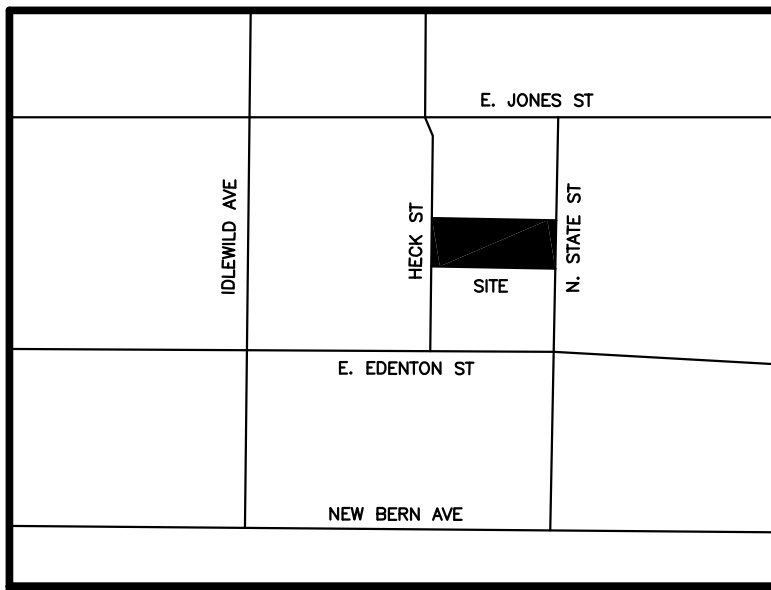 E. JONES ST
IDLEWILD AVE
HECK ST
N. STATE ST
SITE
E. EDENTON ST
NEW BERN AVE